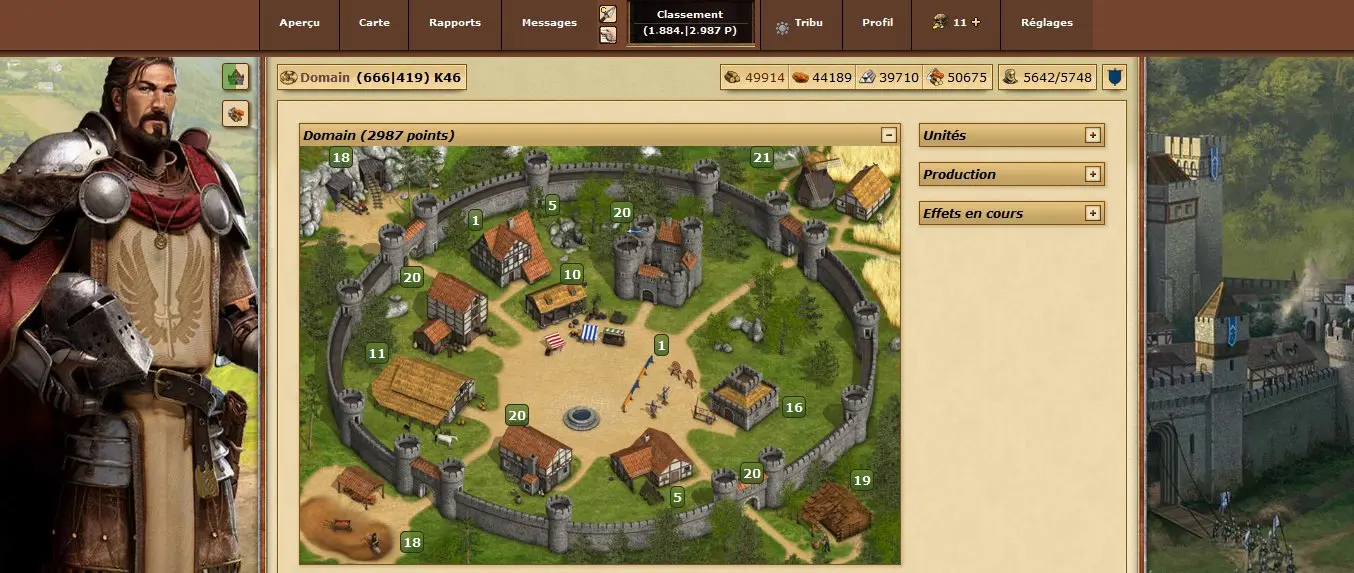 Aperçu
Carte
Rapports
Messages
Classement
(1.884.|2.987 P)
Tribu
Profil
11
Réglages
Domain (666|419) K46
49914
44189
39710
50675
5642/5748
Domain (2987 points)
Unités
Production
Effets en cours
18
21
1
5
20
20
10
11
1
20
16
20
5
19
18